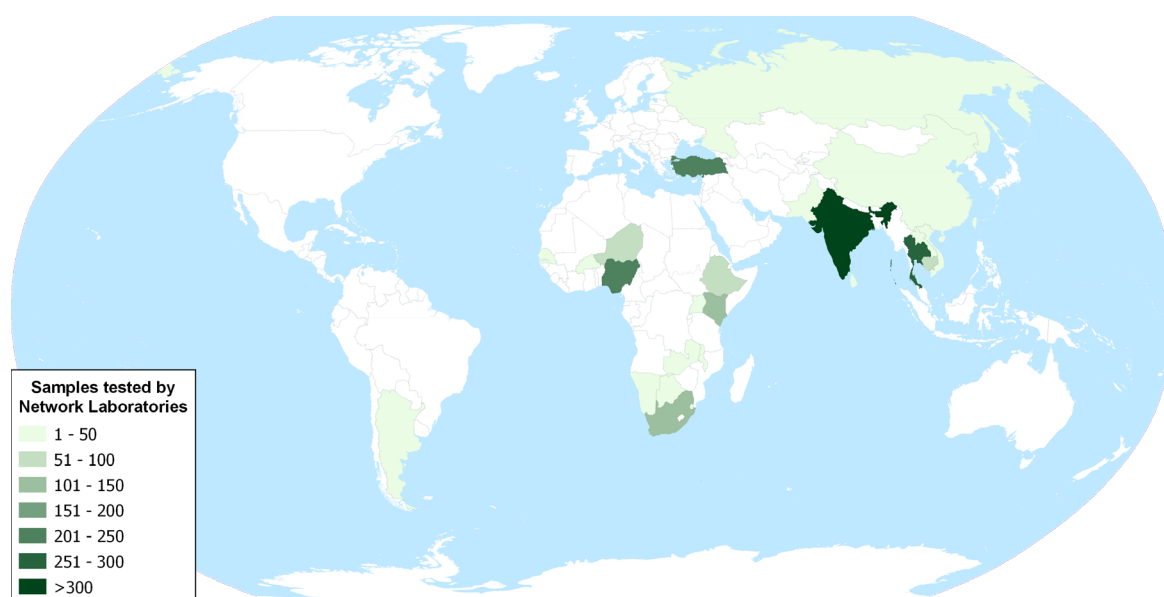 Samples tested by
Network Laboratories
1 - 50
51 - 100
101 - 150
151 - 200
201 - 250
251 - 300
>300